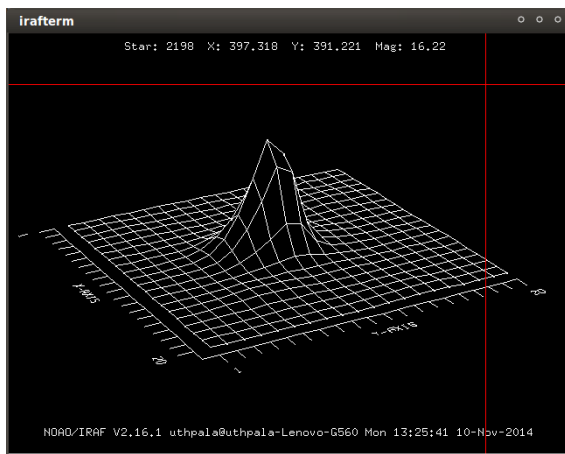 irafterm
Star: 2198 X: 397.318 Y: 391.221 Mag: 16.22
1
X-AXIS
20
1
Y-AXIS
NOAO/IRAF V2.16.1 uthpala@uthpala-Lenovo-G560 Mon 13:25:41 10-Nov-2014